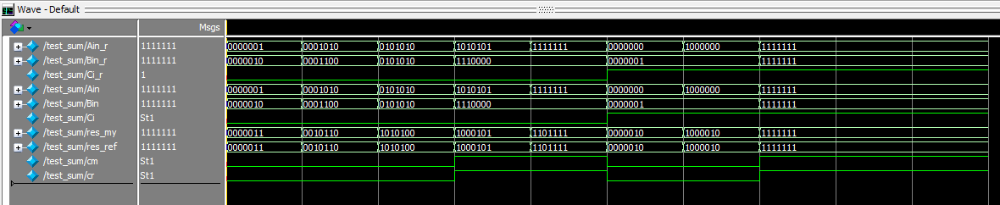 Wave - Default
Msgs
/test_sum/Ain_r 1111111 0000001 0001010 0101010 1010101 1111111 0000000 1000000 1111111
/test_sum/Bin_r 1111111 0000010 0001100 0101010 1110000 0000001 1111111
/test_sum/Ci_r 1
/test_sum/Ain 1111111 0000001 0001010 0101010 1010101 1111111 0000000 1000000 1111111
/test_sum/Bin 1111111 0000010 0001100 0101010 1110000 0000001 1111111
/test_sum/Ci St1
/test_sum/res_my 1111111 0000011 0010110 1010100 1000101 1101111 0000010 1000010 1111111
/test_sum/res_ref 1111111 0000011 0010110 1010100 1000101 1101111 0000010 1000010 1111111
/test_sum/cm St1
/test_sum/cr St1